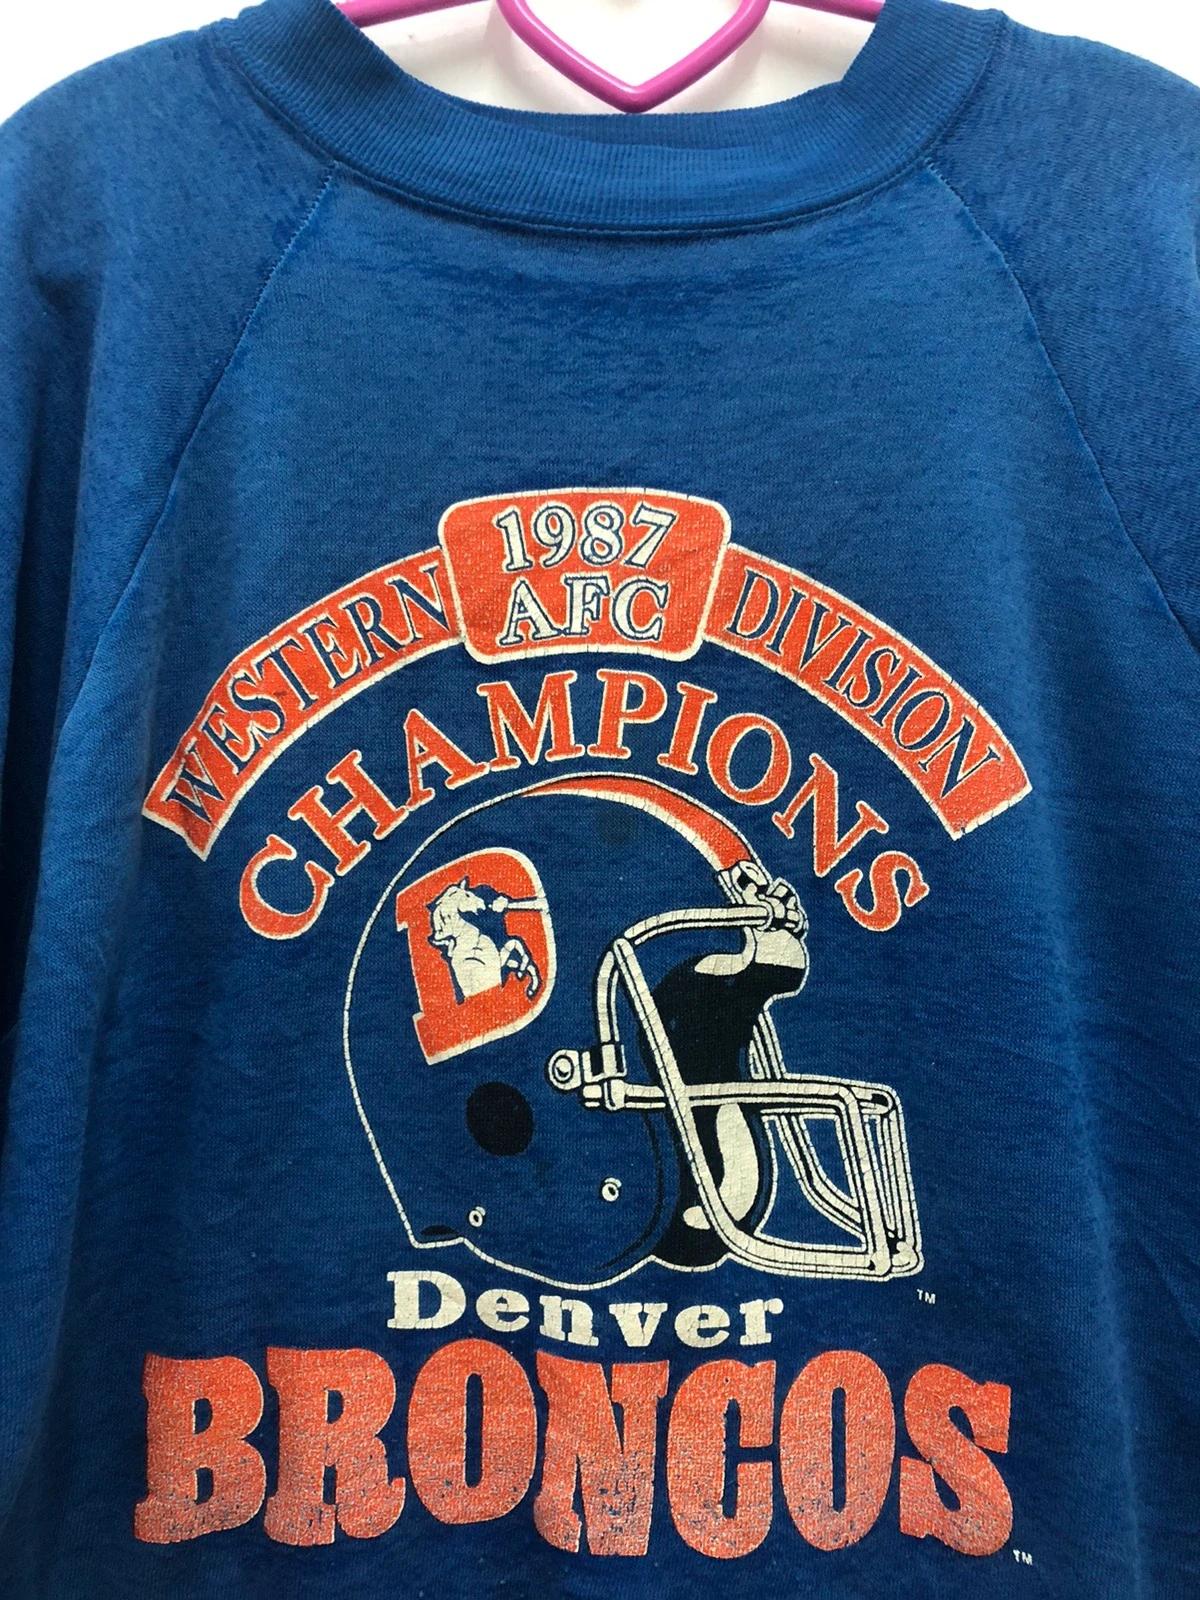 1987
AFC
WESTERN DIVISION
CHAMPIONS
D
TM
Denver
BRONCOS
TM